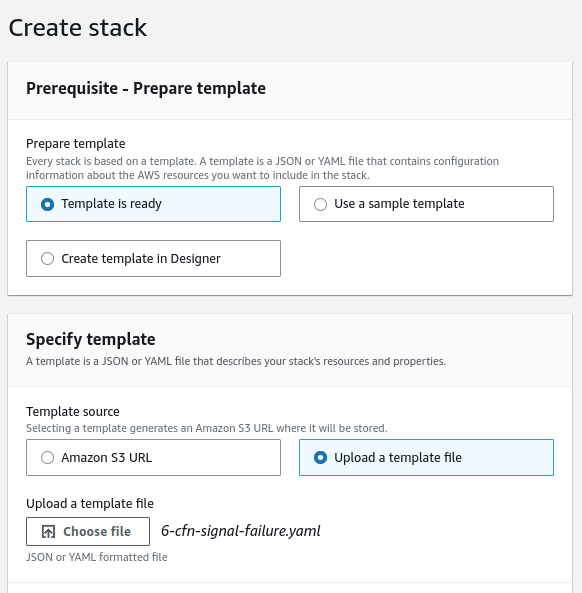 Create stack
Prerequisite - Prepare template
Prepare template
Every stack is based on a template. A template is a JSON or YAML file that contains configuration
information about the AWS resources you want to include in the stack.
Template is ready
Use a sample template
Create template in Designer
Specify template
A template is a JSON or YAML file that describes your stack's resources and properties.
Template source
Selecting a template generates an Amazon S3 URL where it will be stored.
Amazon S3 URL
Upload a template file
Upload a template file
Choose file
6-cfn-signal-failure.yaml
JSON or YAML formatted file